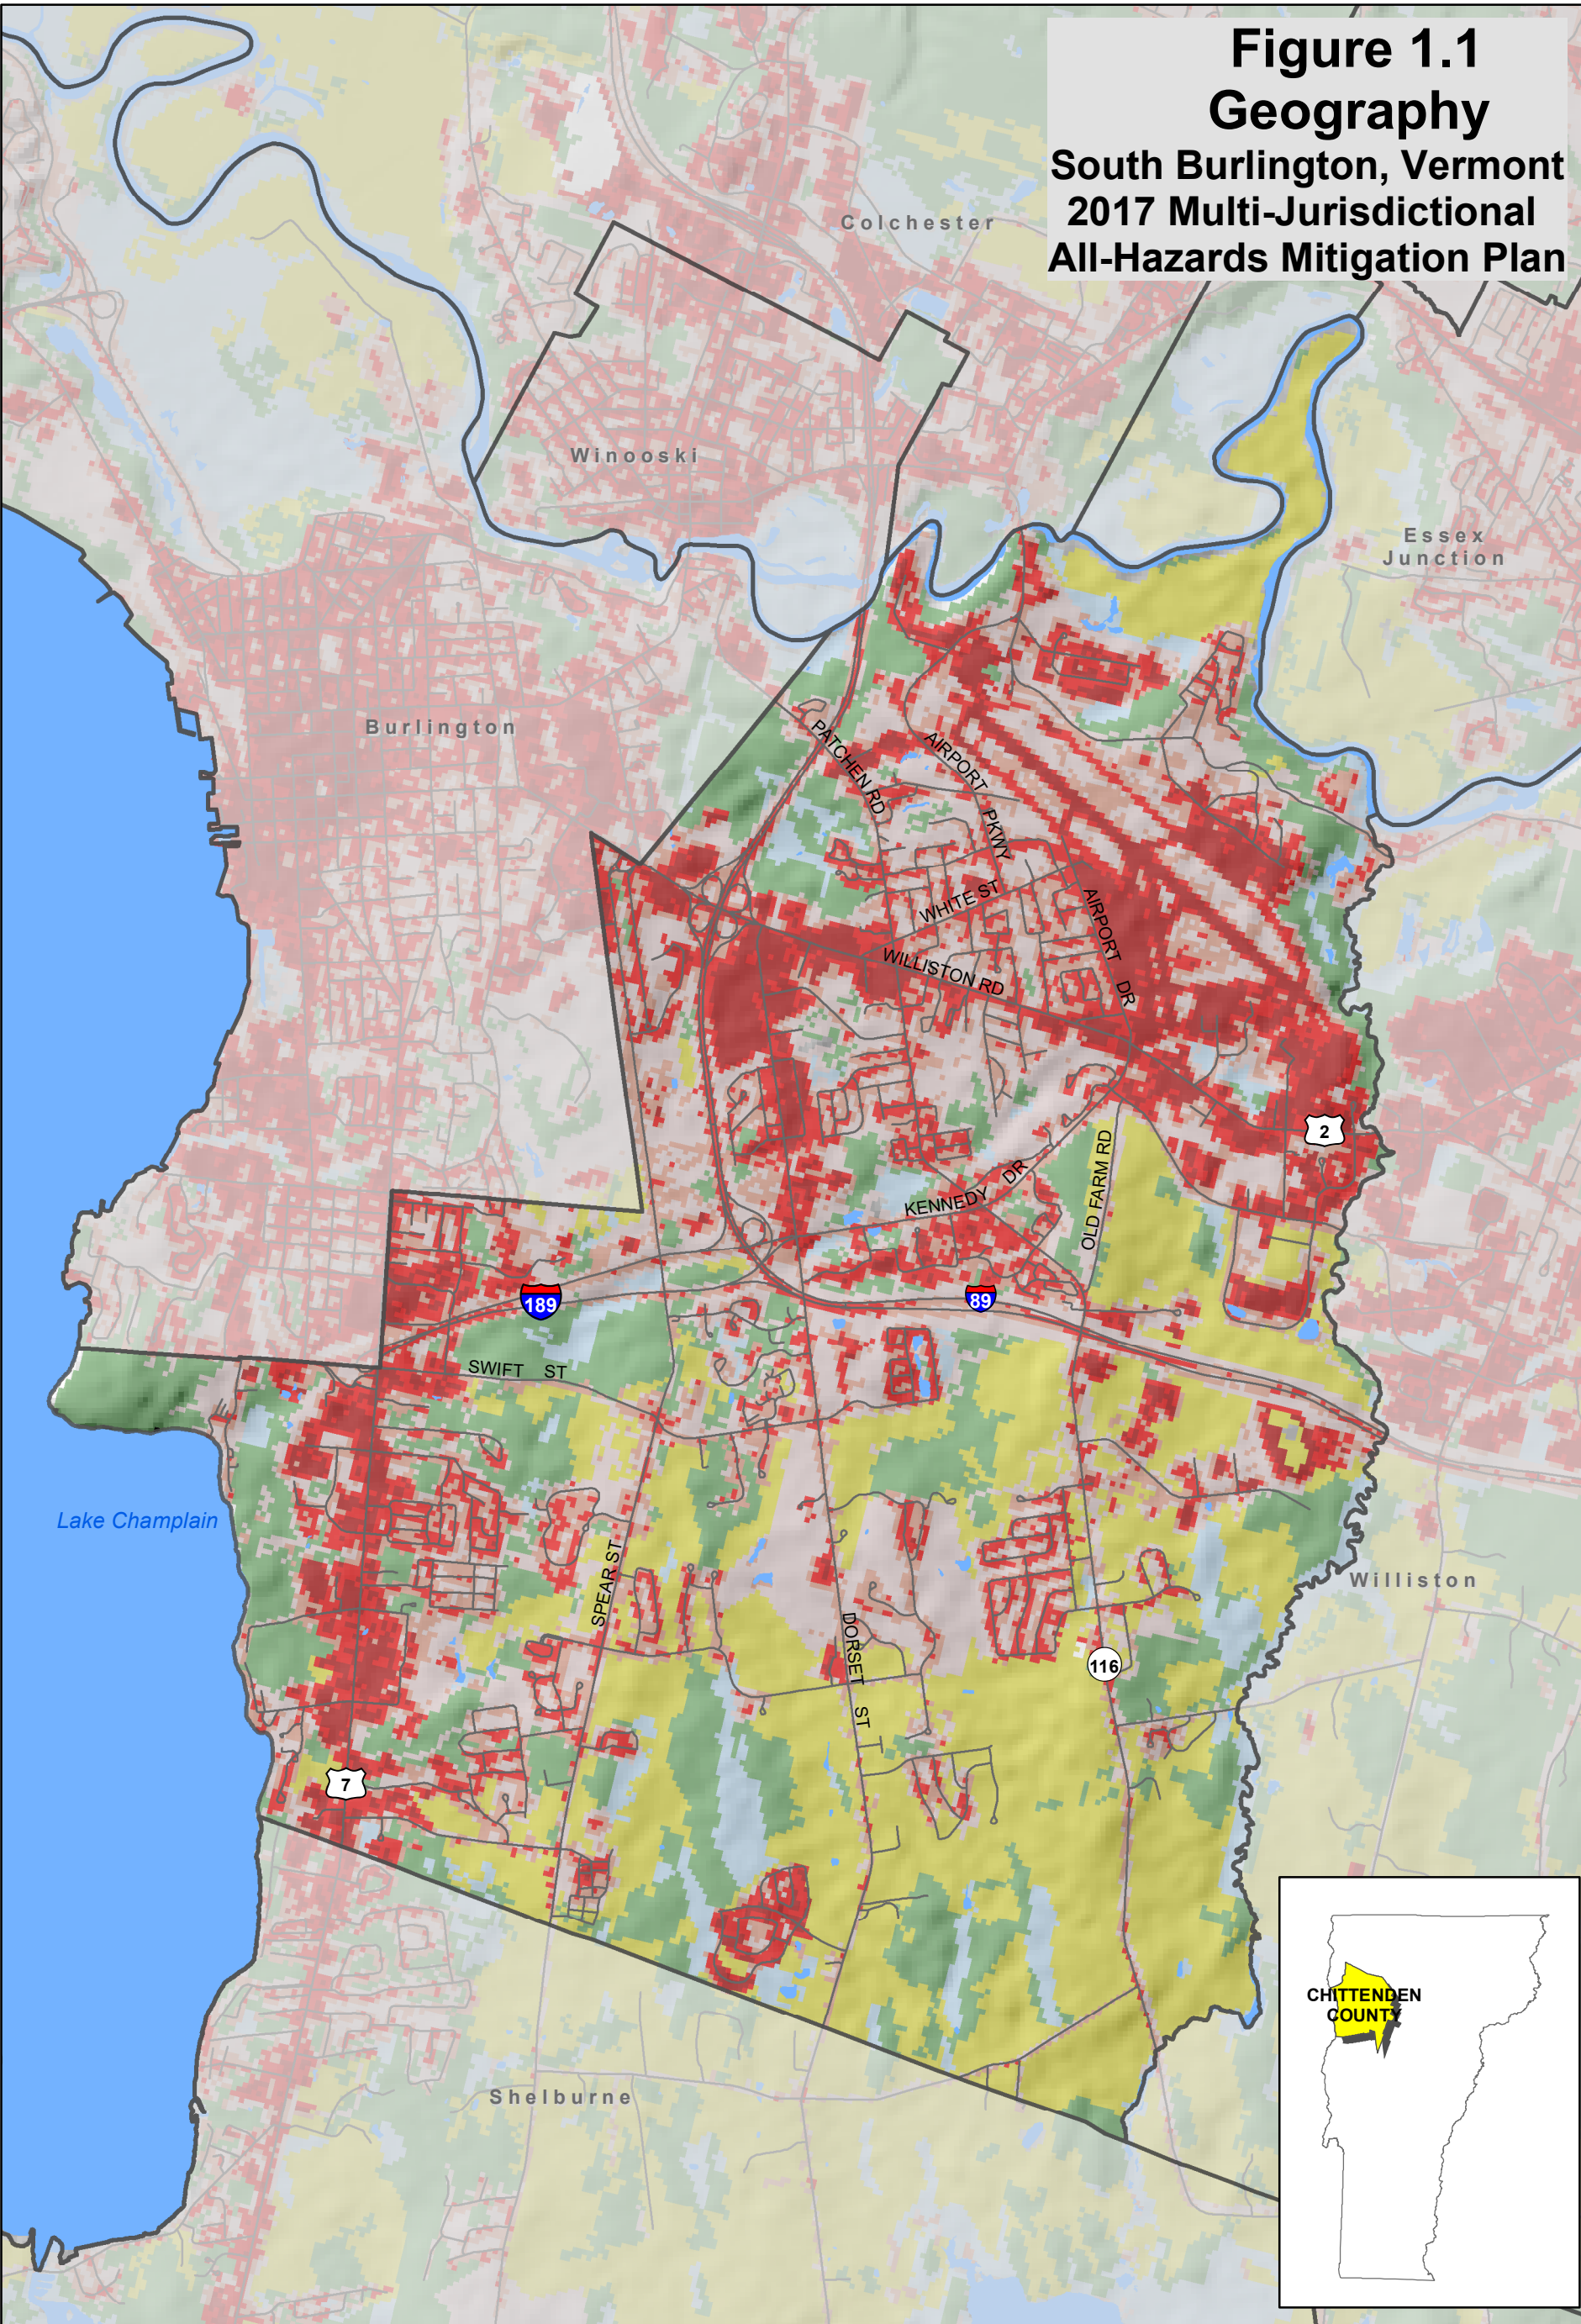 Figure 1.1
Geography
South Burlington, Vermont
2017 Multi-Jurisdictional
All-Hazards Mitigation Plan
Colchester
Winooski
Essex
Junction
Burlington
PATCHEN RD
AIRPORT PKWY
WHITE ST
AIRPORT DR
WILLISTON RD
2
OLD FARM RD
KENNEDY DR
189
89
SWIFT ST
Lake Champlain
SPEAR ST
Williston
DORSET ST
116
7
CHITTENDEN
COUNTY
Shelburne